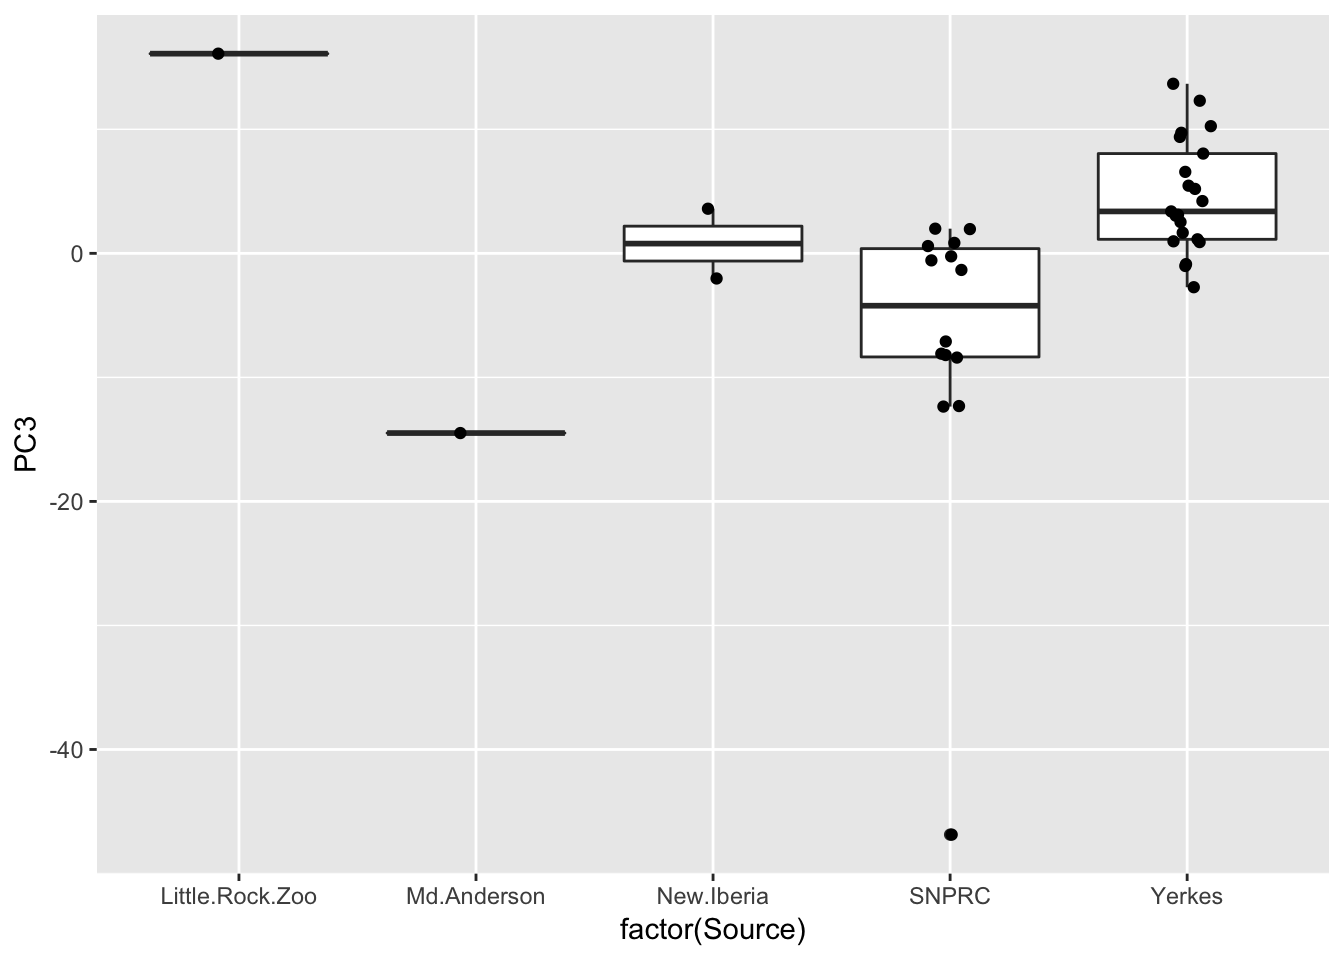 PC3
0
-20
-40
Little.Rock.Zoo
Md.Anderson
New.Iberia
SNPRC
Yerkes
factor(Source)